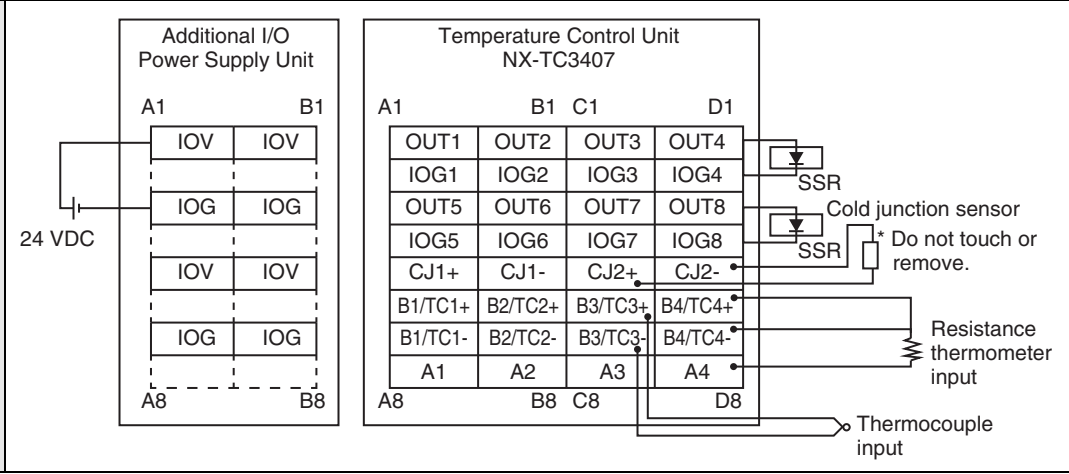 Additional I/O
Power Supply Unit
A1 B1
IOV IOV
IOG IOG
IOV IOV
IOG IOG
A8 B8
24 VDC
Temperature Control Unit
NX-TC3407
A1 B1 C1 D1
OUT1 OUT2 OUT3 OUT4
IOG1 IOG2 IOG3 IOG4
OUT5 OUT6 OUT7 OUT8
IOG5 IOG6 IOG7 IOG8
CJ1+ CJ1- CJ2+ CJ2-
B1/TC1+ B2/TC2+ B3/TC3+ B4/TC4+
B1/TC1- B2/TC2- B3/TC3- B4/TC4-
A1 A2 A3 A4
A8 B8 C8 D8
SSR
SSR
Cold junction sensor
* Do not touch or
remove.
Resistance
thermometer
input
Thermocouple
input